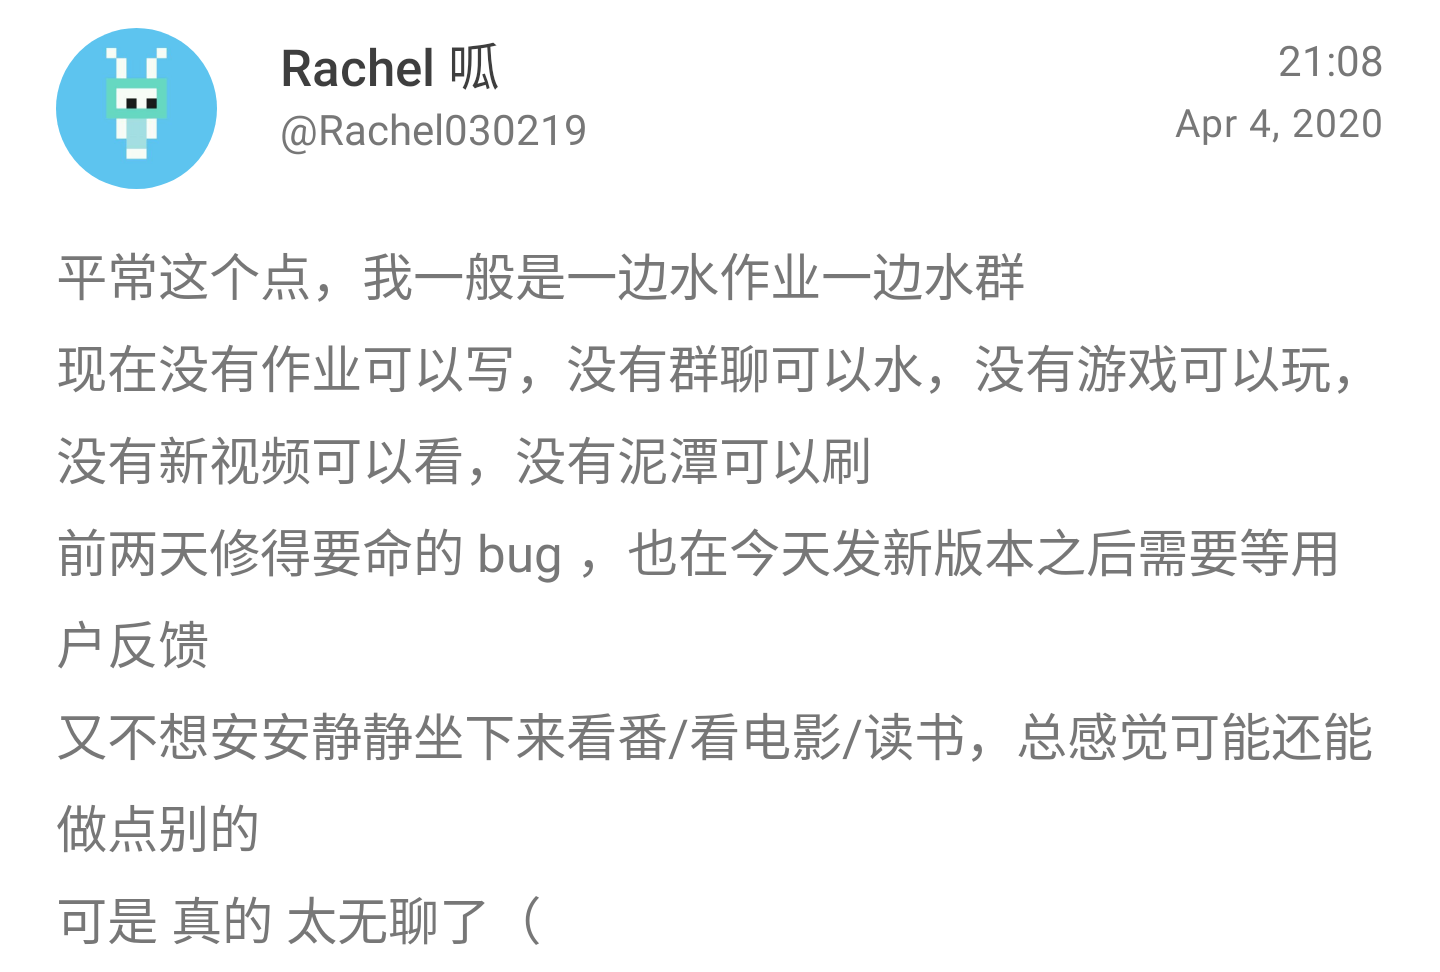 Rachel 呱
@Rachel030219
21:08
Apr 4, 2020
平常这个点，我一般是一边水作业一边水群
现在没有作业可以写，没有群聊可以水，没有游戏可以玩，
没有新视频可以看，没有泥潭可以刷
前两天修得要命的 bug ，也在今天发新版本之后需要等用
户反馈
又不想安安静静坐下来看番/看电影/读书，总感觉可能还能
做点别的
可是 真的 太无聊了（